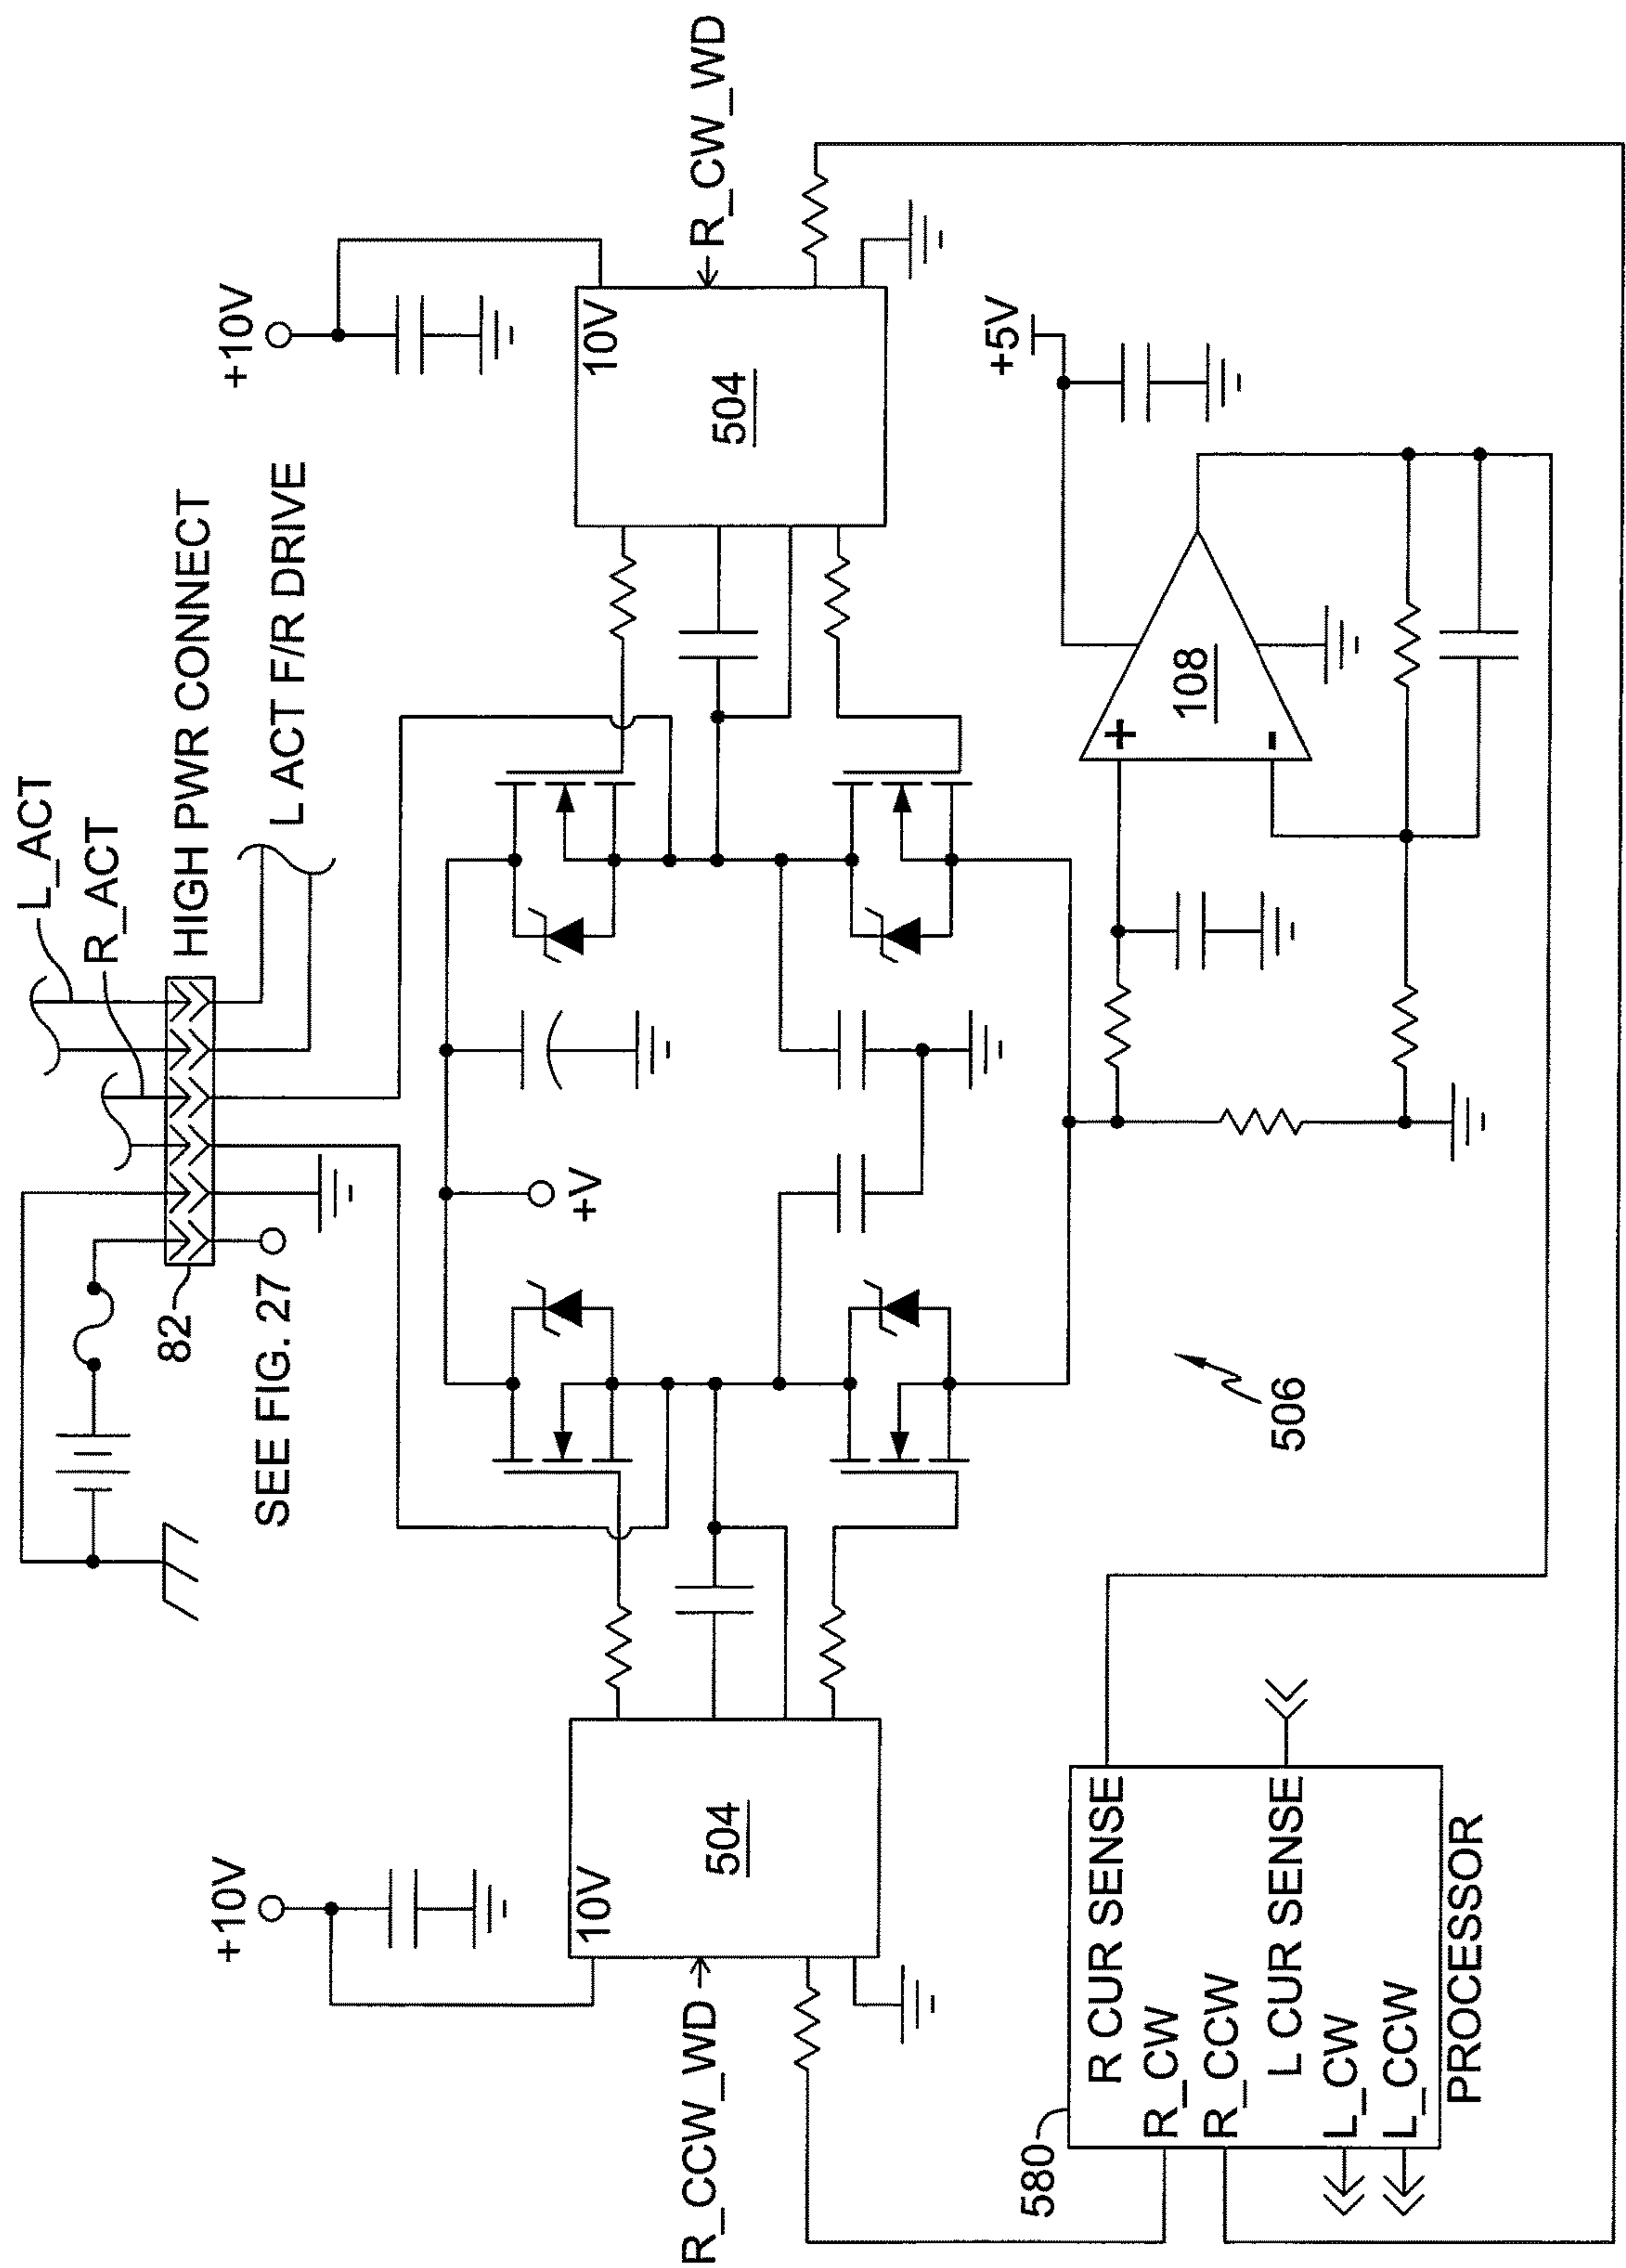 L_ACT
R_ACT
HIGH PWR CONNECT
L ACT F/R DRIVE
82
SEE FIG. 27
+10V
+10V
10V
504
R_CCW_WD
10V
504
R_CW_WD
+V
+5V
+
108
-
506
580
R CUR SENSE
R_CW
R_CCW
L CUR SENSE
L_CW
L_CCW
PROCESSOR